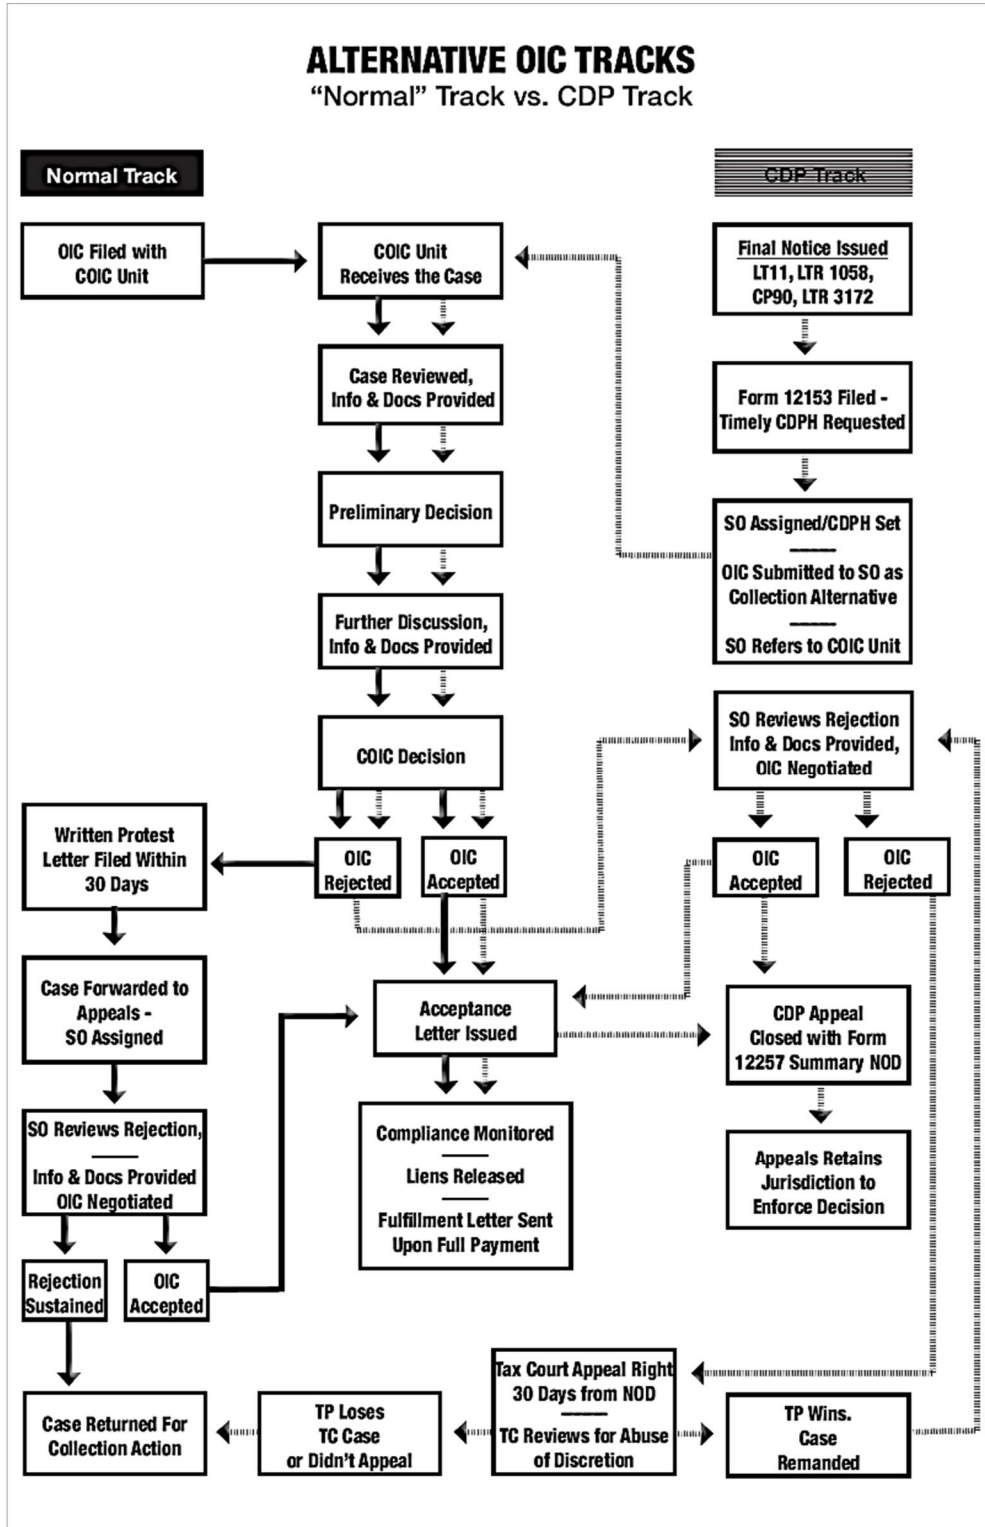 ALTERNATIVE OIC TRACKS
“Normal” Track vs. CDP Track
Normal Track
CDP Track
OIC Filed with
COIC Unit
COIC Unit
Receives the Case
Final Notice Issued
LT11, LTR 1058,
CP90, LTR 3172
Case Reviewed,
Info & Docs Provided
Form 12153 Filed -
Timely CDPH Requested
Preliminary Decision
SO Assigned/CDPH Set
OIC Submitted to SO as
Collection Alternative
SO Refers to COIC Unit
Further Discussion,
Info & Docs Provided
COIC Decision
SO Reviews Rejection
Info & Docs Provided,
OIC Negotiated
Written Protest
Letter Filed Within
30 Days
OIC
Rejected
OIC
Accepted
OIC
Accepted
OIC
Rejected
Case Forwarded to
Appeals -
SO Assigned
Acceptance
Letter Issued
CDP Appeal
Closed with Form
12257 Summary NOD
SO Reviews Rejection,
Info & Docs Provided
OIC Negotiated
Compliance Monitored
Liens Released
Fulfillment Letter Sent
Upon Full Payment
Appeals Retains
Jurisdiction to
Enforce Decision
Rejection
Sustained
OIC
Accepted
Case Returned For
Collection Action
TP Loses
TC Case
or Didn’t Appeal
Tax Court Appeal Right
30 Days from NOD
TC Reviews for Abuse
of Discretion
TP Wins.
Case
Remanded